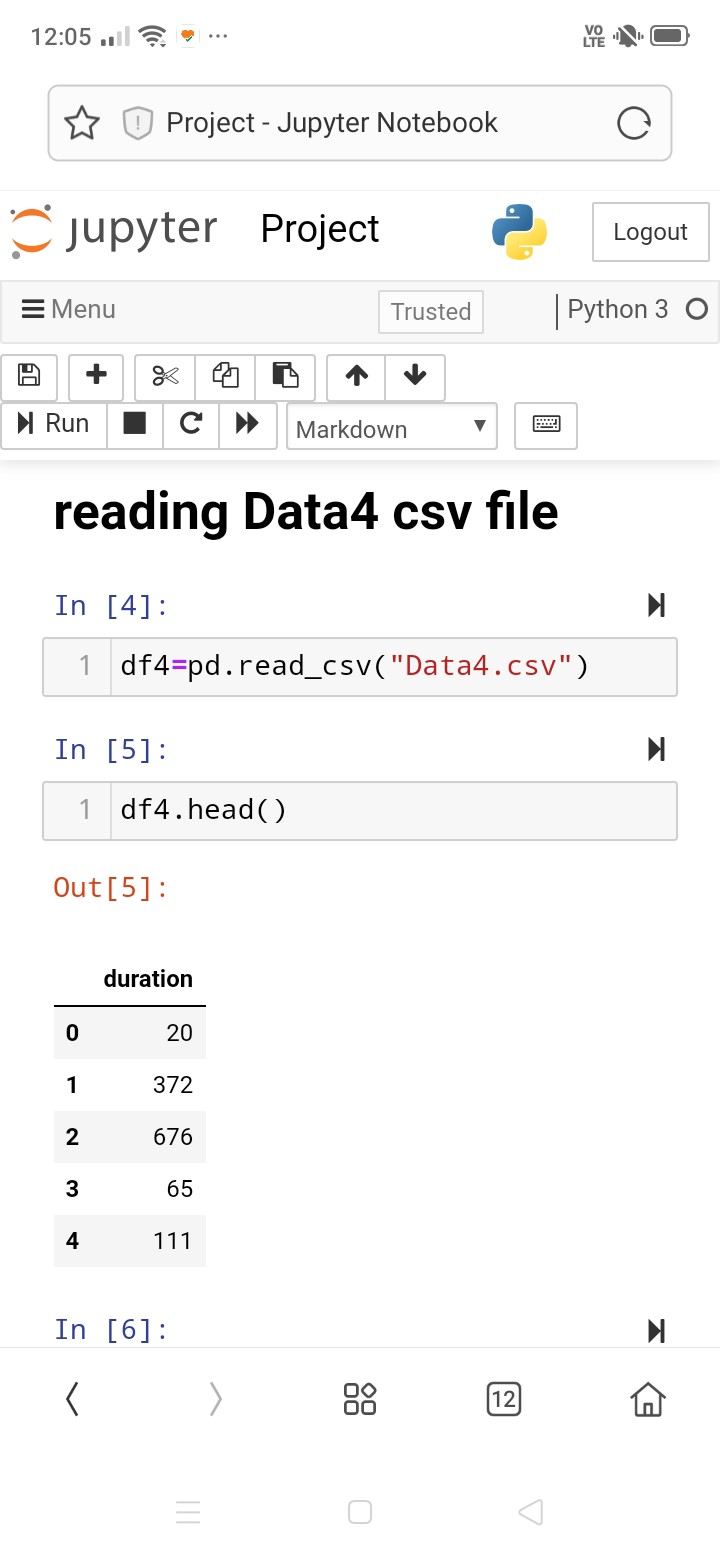 12:05 ... VO LTE
Project - Jupyter Notebook
jupyter Project Logout
Menu Trusted Python 3
Run Markdown
reading Data4 csv file
In [4]:
1 df4=pd.read_csv("Data4.csv")
In [5]:
1 df4.head()
Out[5]:
duration
0 20
1 372
2 676
3 65
4 111
In [6]:
12